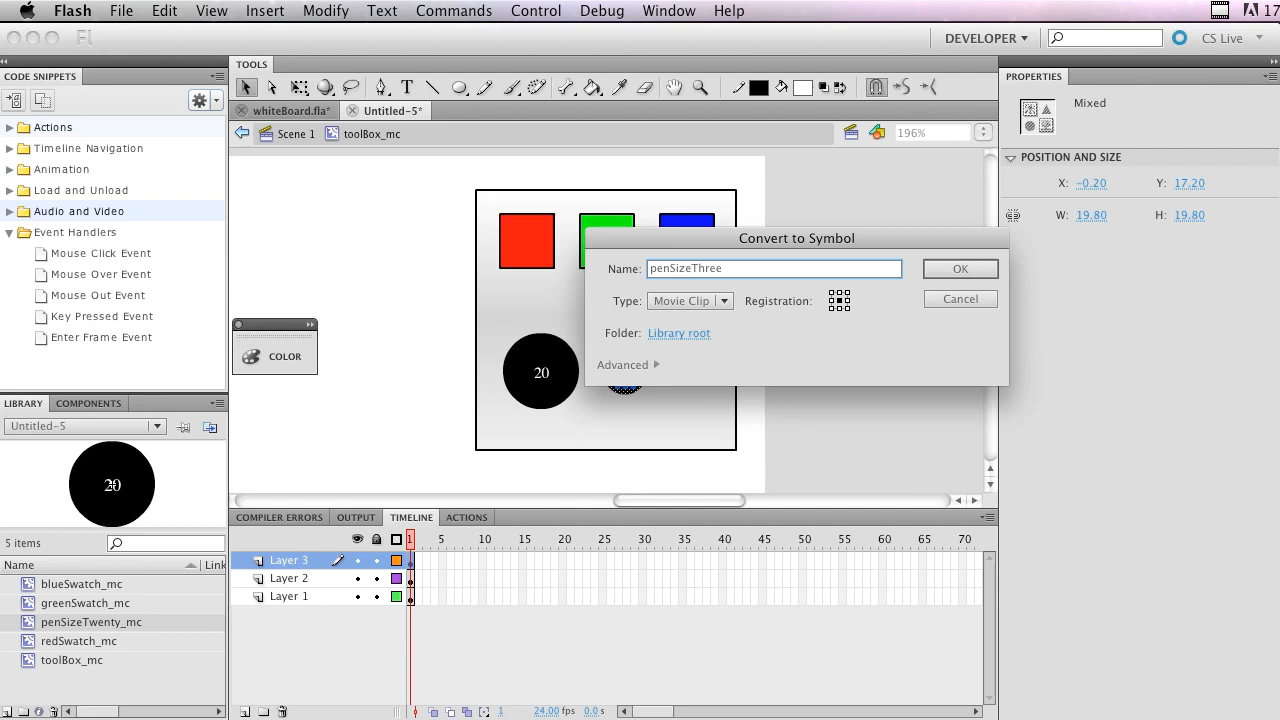 Flash File Edit View Insert Modify Text Commands Control Debug Window Help 17
Fl DEVELOPER CS Live
TOOLS
CODE SNIPPETS
PROPERTIES
whiteBoard.fla* Untitled-5*
Mixed
Actions
Scene 1 toolBox_mc 196%
Timeline Navigation
Animation
POSITION AND SIZE
Load and Unload
X: -0.20 Y: 17.20
Audio and Video
W: 19.80 H: 19.80
Event Handlers
Mouse Click Event
Mouse Over Event
Mouse Out Event
Key Pressed Event
Enter Frame Event
Convert to Symbol
Name: penSizeThree OK
Type: Movie Clip Registration: Cancel
Folder: Library root
Advanced
COLOR
20
LIBRARY COMPONENTS
Untitled-5
20
5 items
Name Link
blueSwatch_mc
greenSwatch_mc
penSizeTwenty_mc
redSwatch_mc
toolBox_mc
COMPILER ERRORS OUTPUT TIMELINE ACTIONS
1 5 10 15 20 25 30 35 40 45 50 55 60 65 70
Layer 3
Layer 2
Layer 1
1 24.00 fps 0.0 s